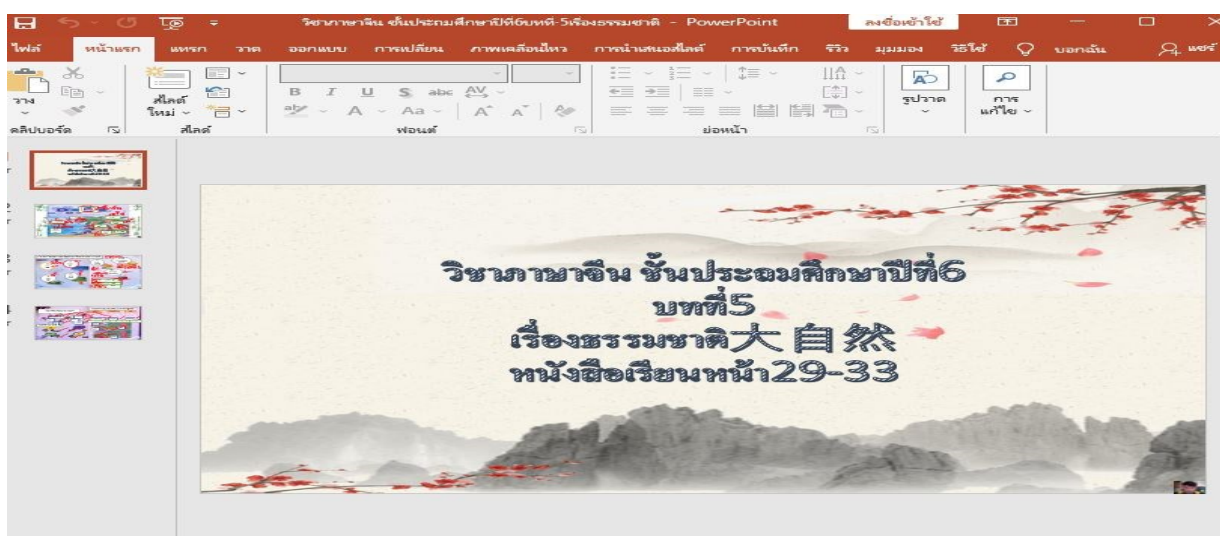 วิชาภาษาจีน ชั้นประถมศึกษาปีที่6บทที่-5เรื่องธรรมชาติ - PowerPoint
ลงชื่อเข้าใช้
ไฟล์ หน้าแรก แทรก วาด ออกแบบ การเปลี่ยน ภาพเคลื่อนไหว การนำเสนอสไลด์ การบันทึก รีวิว มุมมอง วิธีใช้ บอกฉัน แชร์
วาง
สไลด์
ใหม่
B I U S abc AV
Aa A A
รูปวาด
การ
แก้ไข
คลิปบอร์ด สไลด์ ฟอนต์ ย่อหน้า
วิชาภาษาจีน ชั้นประถมศึกษาปีที่6
บทที่5
เรื่องธรรมชาติ大自然
หนังสือเรียนหน้า29-33